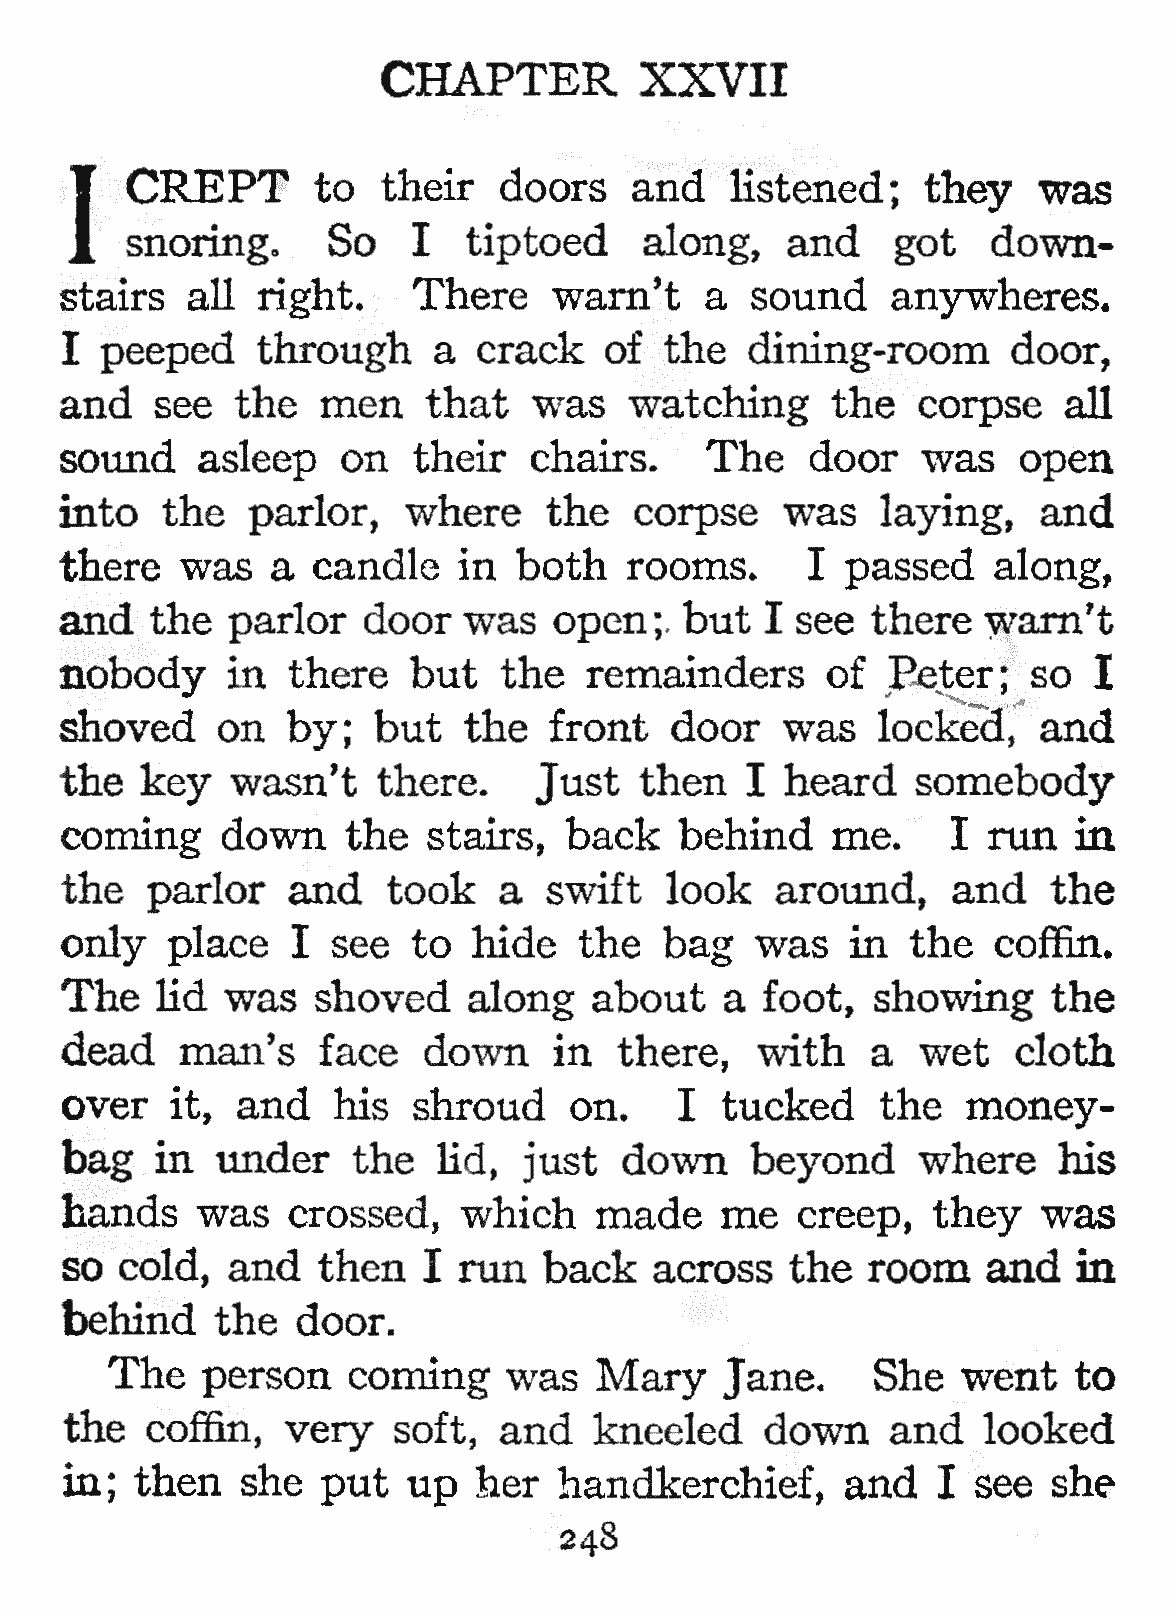 CHAPTER XXVII
I CREPT to their doors and listened; they was
snoring. So I tiptoed along, and got down-
stairs all right. There warn't a sound anywheres.
I peeped through a crack of the dining-room door,
and see the men that was watching the corpse all
sound asleep on their chairs. The door was open
into the parlor, where the corpse was laying, and
there was a candle in both rooms. I passed along,
and the parlor door was open; but I see there warn't
nobody in there but the remainders of Peter; so I
shoved on by; but the front door was locked, and
the key wasn't there. Just then I heard somebody
coming down the stairs, back behind me. I run in
the parlor and took a swift look around, and the
only place I see to hide the bag was in the coffin.
The lid was shoved along about a foot, showing the
dead man's face down in there, with a wet cloth
over it, and his shroud on. I tucked the money-
bag in under the lid, just down beyond where his
hands was crossed, which made me creep, they was
so cold, and then I run back across the room and in
behind the door.
The person coming was Mary Jane. She went to
the coffin, very soft, and kneeled down and looked
in; then she put up her handkerchief, and I see she
248